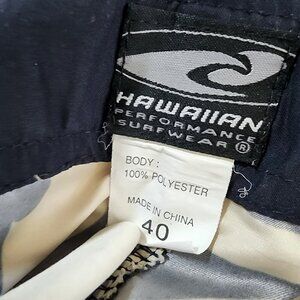 HAWAIIAN
PERFORMANCE
SURFWEAR®
BODY:
100% POLYESTER
MADE IN CHINA
40